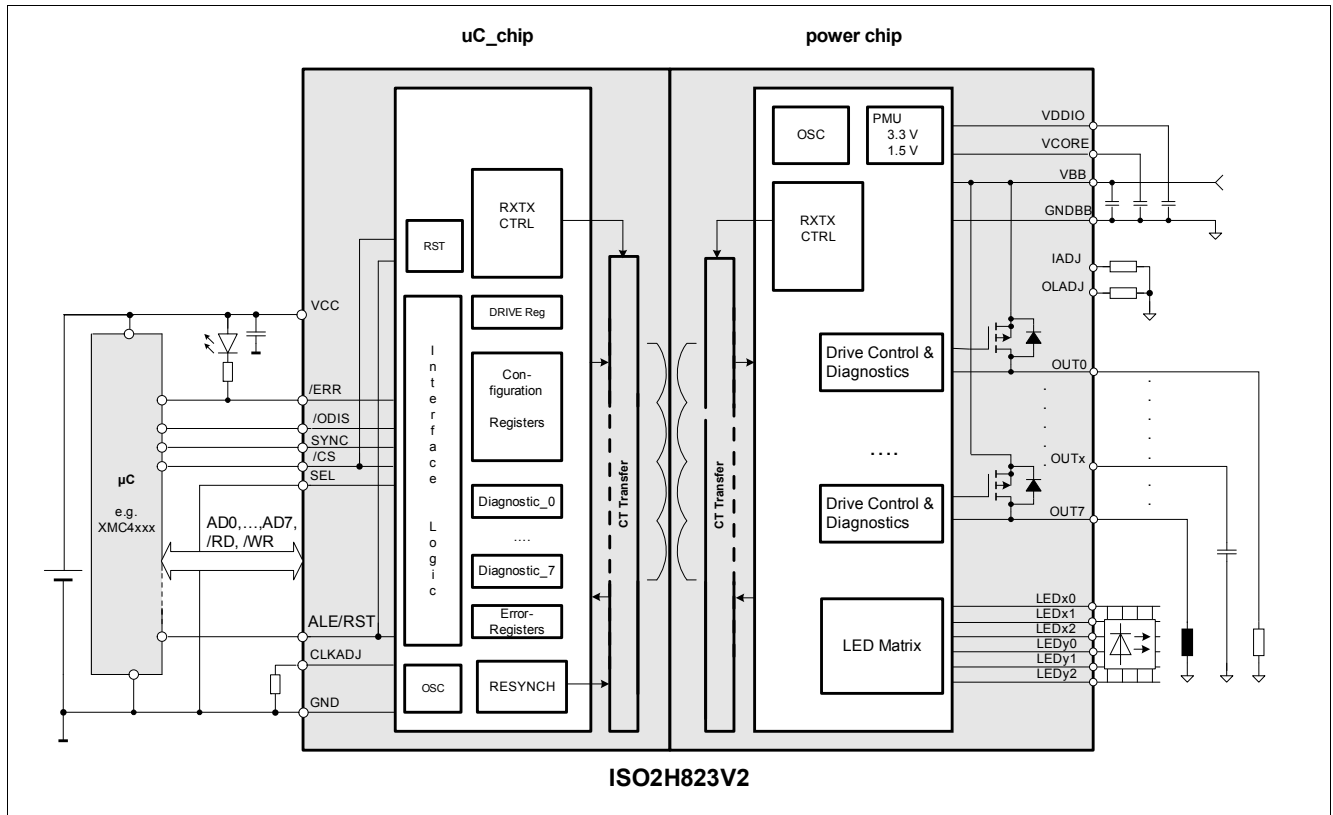 uC_chip
power chip
OSC
PMU
3.3 V
1.5 V
VDDIO
VCORE
VBB
GNDBB
RXTX
CTRL
RXTX
CTRL
RST
IADJ
OLADJ
VCC
DRIVE Reg
Interface Logic
Con-
figuration
Registers
CT Transfer
CT Transfer
Drive Control &
Diagnostics
OUT0
/ERR
/ODIS
SYNC
/CS
SEL
....
OUTx
µC
e.g.
XMC4xxx
AD0,...,AD7,
/RD, /WR
Diagnostic_0
....
Diagnostic_7
Drive Control &
Diagnostics
OUT7
Error-
Registers
ALE/RST
CLKADJ
GND
OSC
RESYNCH
LED Matrix
LEDx0
LEDx1
LEDx2
LEDy0
LEDy1
LEDy2
ISO2H823V2